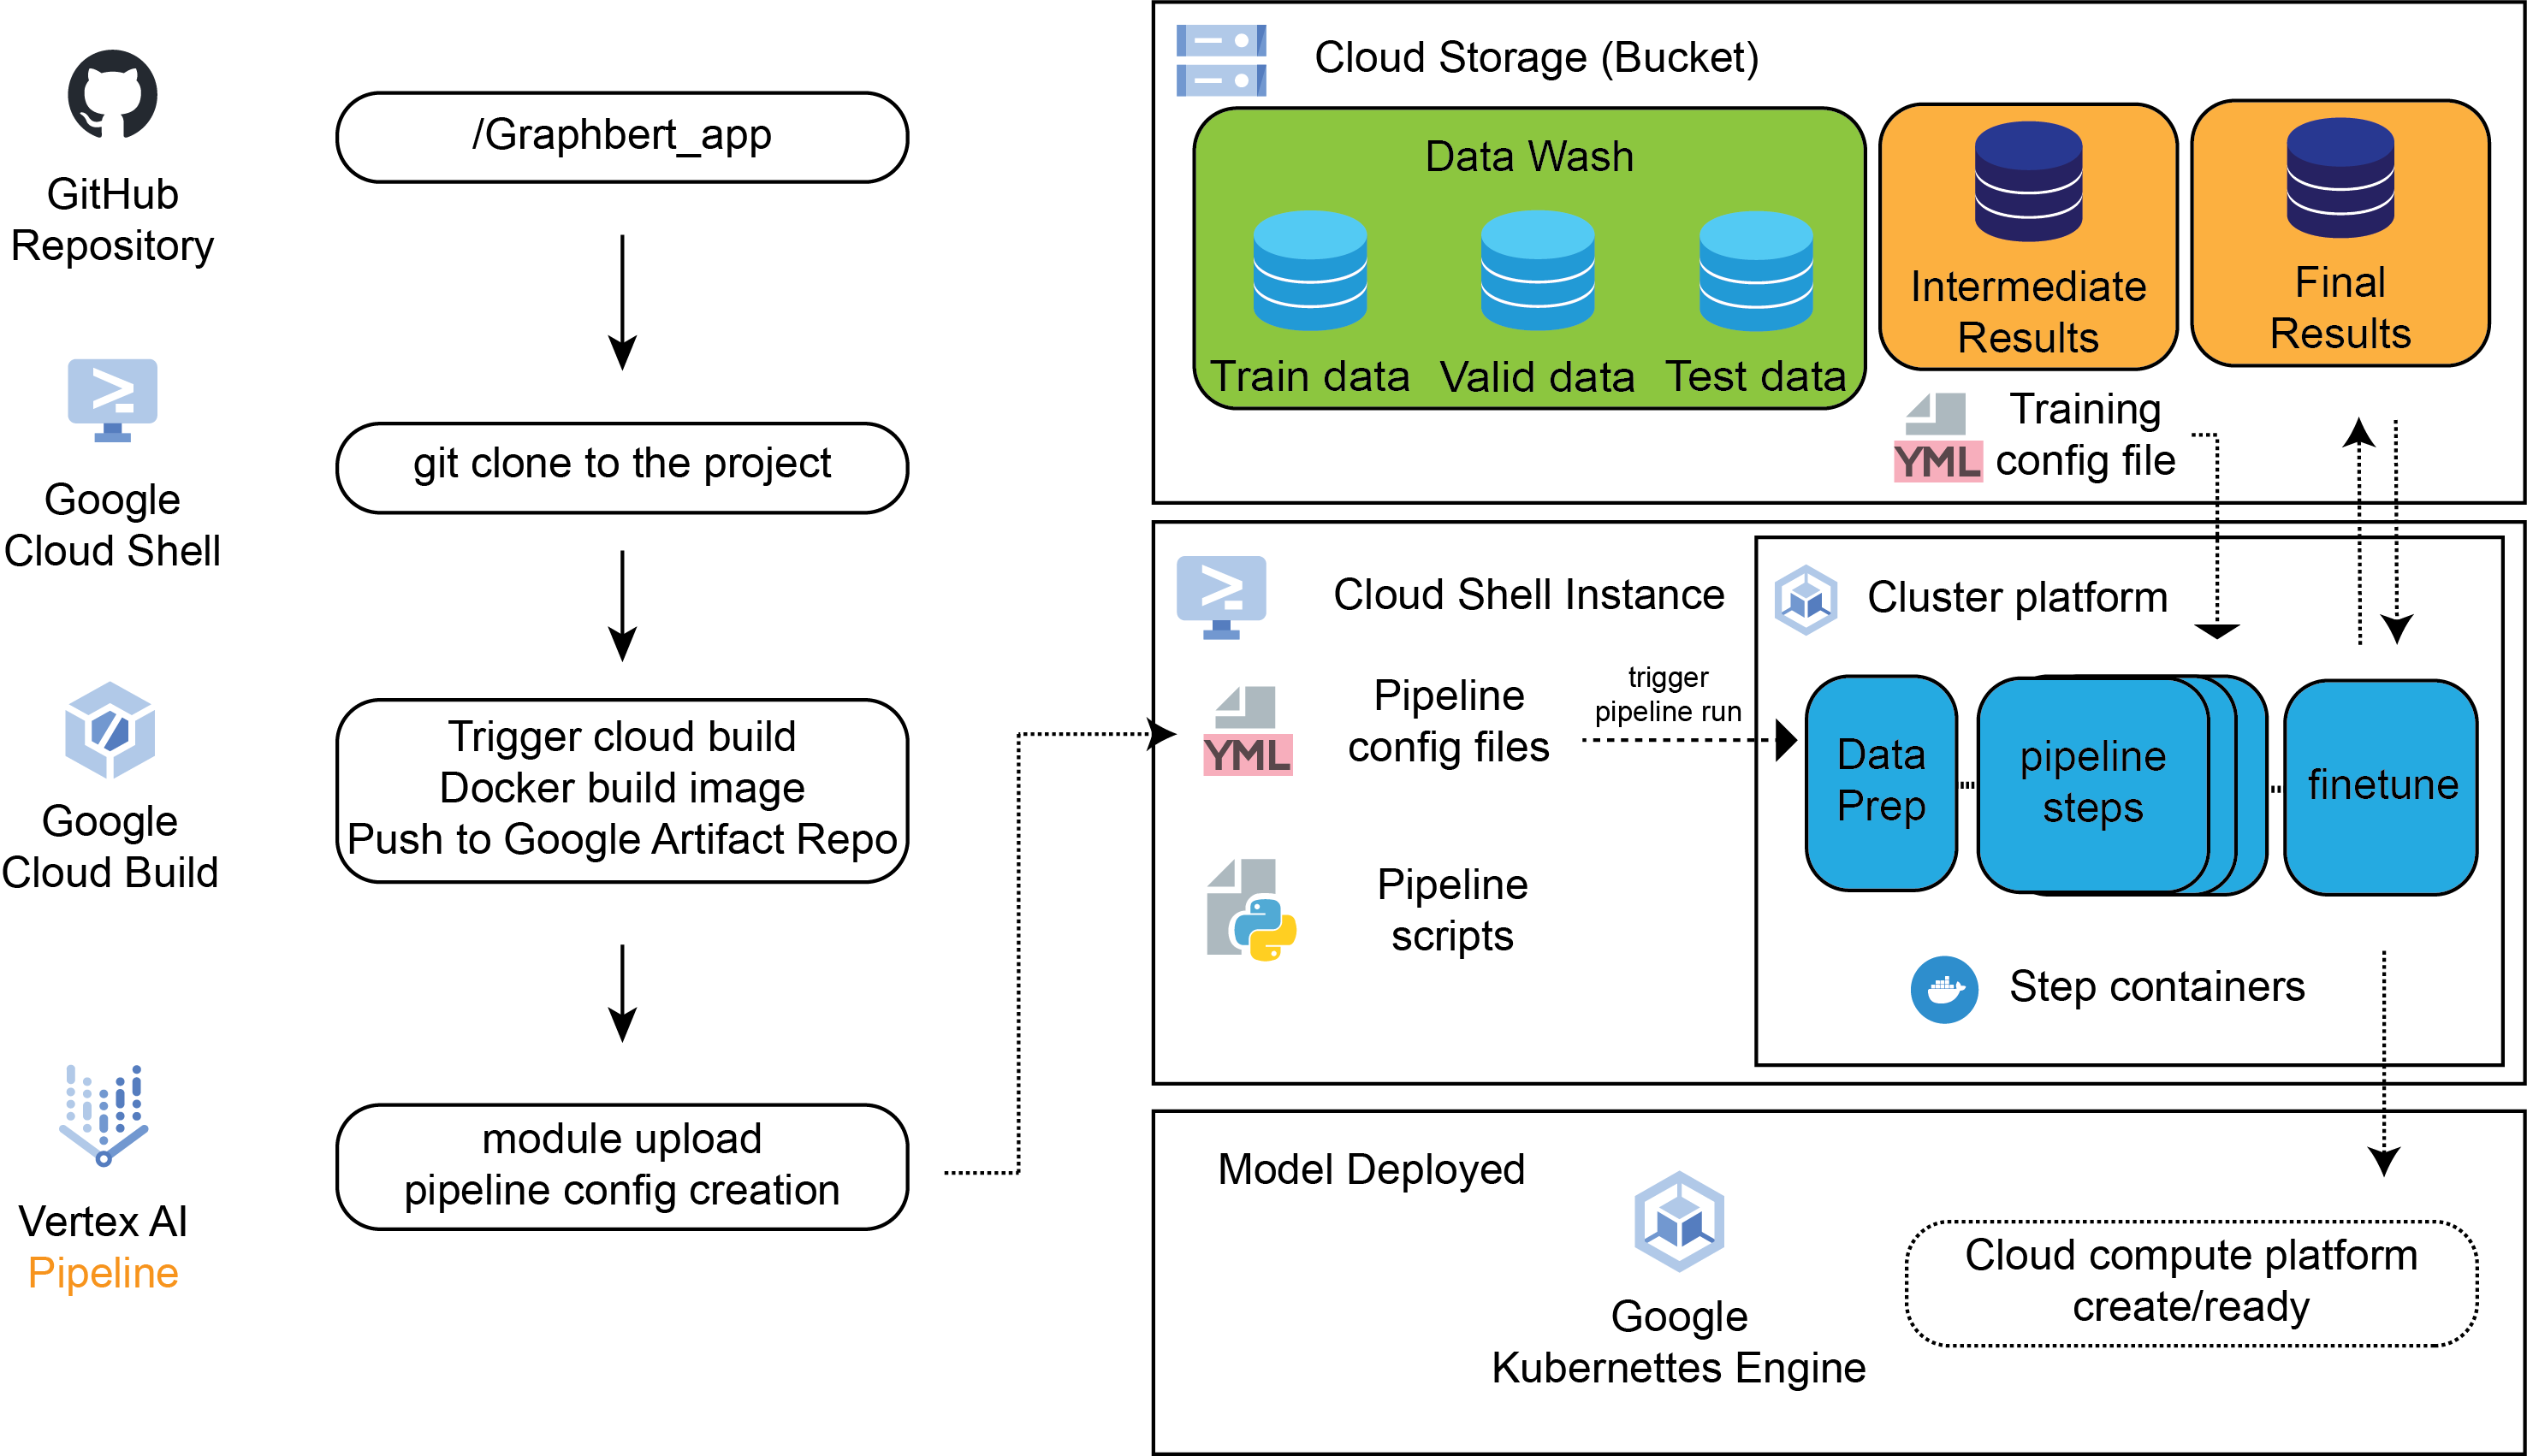 GitHub
Repository
/Graphbert_app
Google
Cloud Shell
git clone to the project
Google
Cloud Build
Trigger cloud build
Docker build image
Push to Google Artifact Repo
Vertex AI
Pipeline
module upload
pipeline config creation
Cloud Storage (Bucket)
Data Wash
Train data
Valid data
Test data
Intermediate
Results
Final
Results
YML
Training
config file
Cloud Shell Instance
YML
Pipeline
config files
trigger
pipeline run
Pipeline
scripts
Cluster platform
Data
Prep
pipeline
steps
finetune
Step containers
Model Deployed
Google
Kubernettes Engine
Cloud compute platform
create/ready